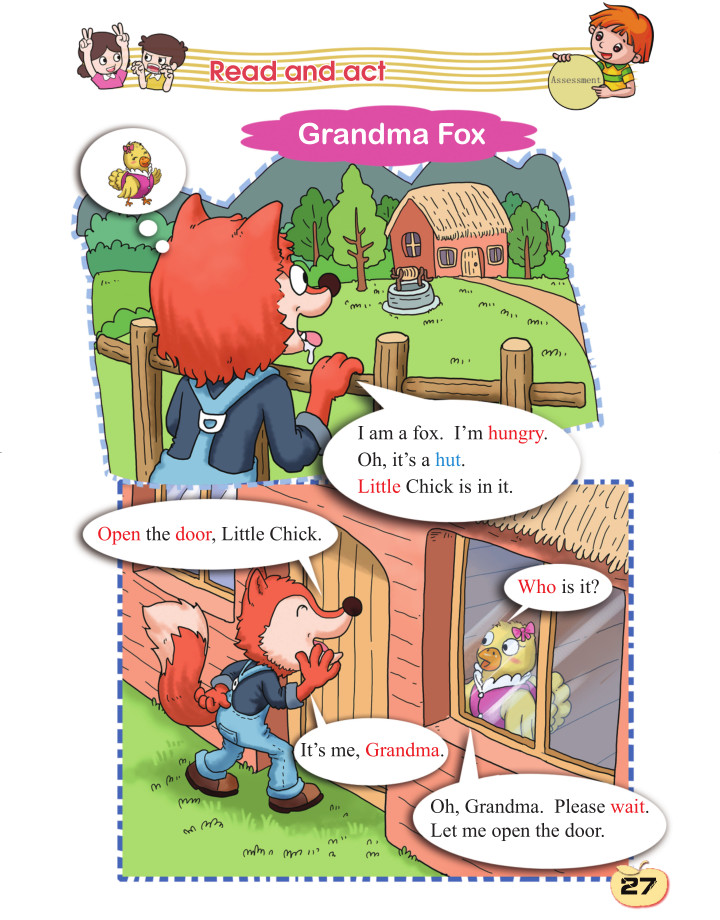 Read and act
Assessment
Grandma Fox
I am a fox. I'm hungry.
Oh, it's a hut.
Little Chick is in it.
Open the door, Little Chick.
Who is it?
It's me, Grandma.
Oh, Grandma. Please wait.
Let me open the door.
27